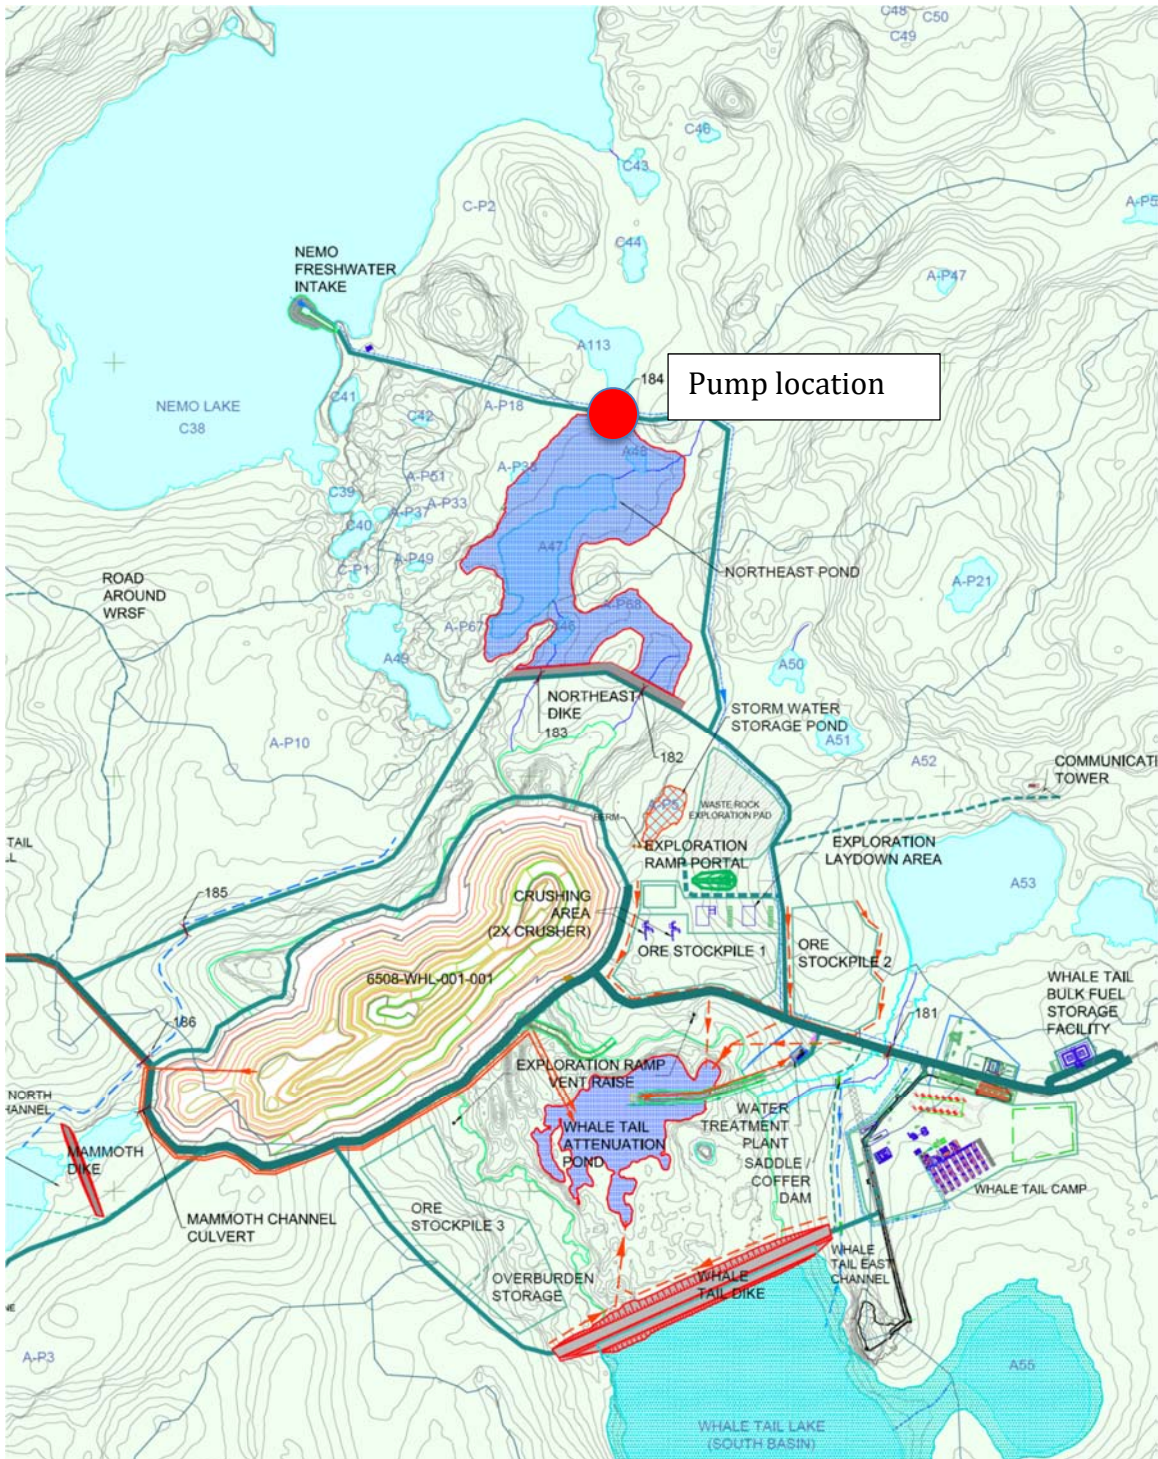 C48
C50
C49
C46
C43
A-P5
C-P2
C44
NEMO
FRESHWATER
INTAKE
A-P47
A113
184
Pump location
C41
NEMO LAKE
C38
A-P18
C42
A48
A-P35
A-P51
C39
A-P33
A-P37
C40
A47
A-P49
C-P1
NORTHEAST POND
ROAD
AROUND
WRSF
A-P21
A-P68
A-P67
A46
A49
A50
NORTHEAST
DIKE
183
STORM WATER
STORAGE POND
A-P10
A51
182
A52
COMMUNICATI
TOWER
A-P5
WASTE ROCK
EXPLORATION PAD
BERM
TAIL
EXPLORATION
RAMP PORTAL
EXPLORATION
LAYDOWN AREA
A53
185
CRUSHING
AREA
(2X CRUSHER)
ORE STOCKPILE 1
ORE
STOCKPILE 2
6508-WHL-001-001
WHALE TAIL
BULK FUEL
STORAGE
FACILITY
186
181
EXPLORATION RAMP
VENT RAISE
NORTH
HANNEL
WATER
TREATMENT
PLANT
WHALE TAIL
ATTENUATION
POND
MAMMOTH
DIKE
SADDLE /
COFFER
DAM
WHALE TAIL CAMP
ORE
STOCKPILE 3
MAMMOTH CHANNEL
CULVERT
WHALE
TAIL EAST
CHANNEL
OVERBURDEN
STORAGE
WHALE
TAIL DIKE
NE
A-P3
A55
WHALE TAIL LAKE
(SOUTH BASIN)